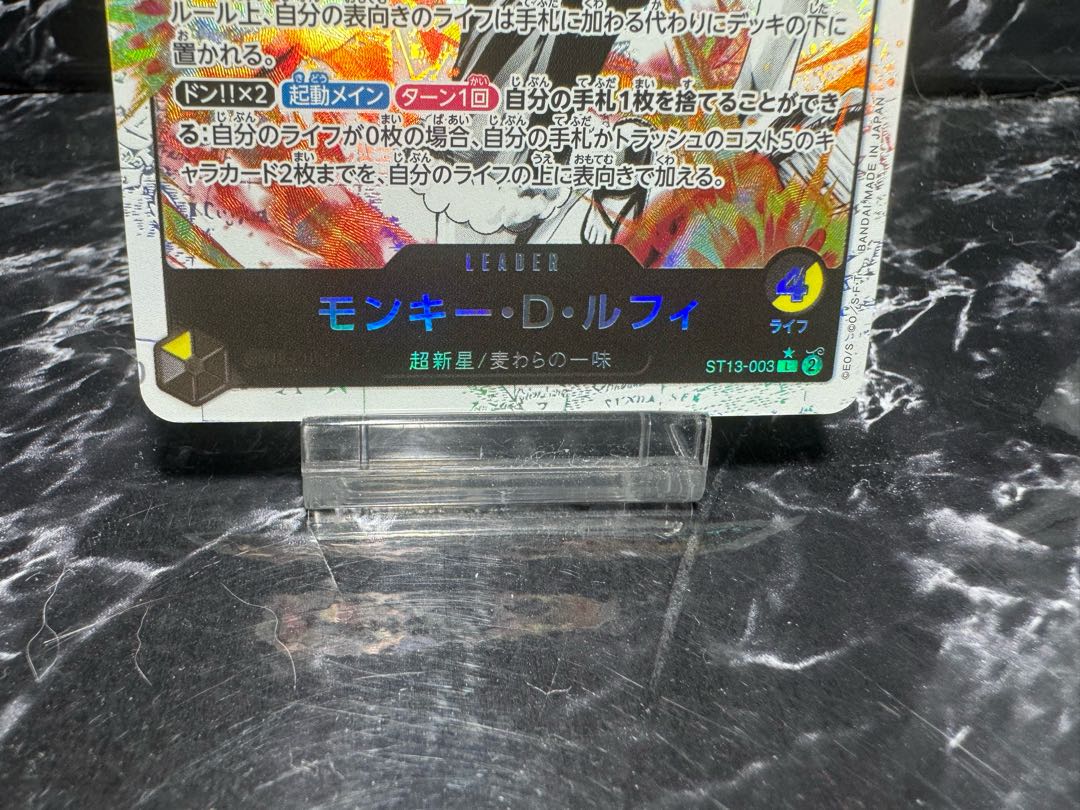 ルール上、自分の表向きのライフは手札に加わる代わりにデッキの下に
置かれる。
ドン!!×2 起動メイン ターン1回 自分の手札1枚を捨てることができ
る:自分のライフが0枚の場合、自分の手札かトラッシュのコスト5のキ
ャラカード2枚までを、自分のライフの上に表向きで加える。
LEADER
モンキー・D・ルフィ
4
ライフ
超新星/麦わらの一味
ST13-003 L 2
©E.O/S. ©O/S・F・T BANDAI MADE IN JAPAN